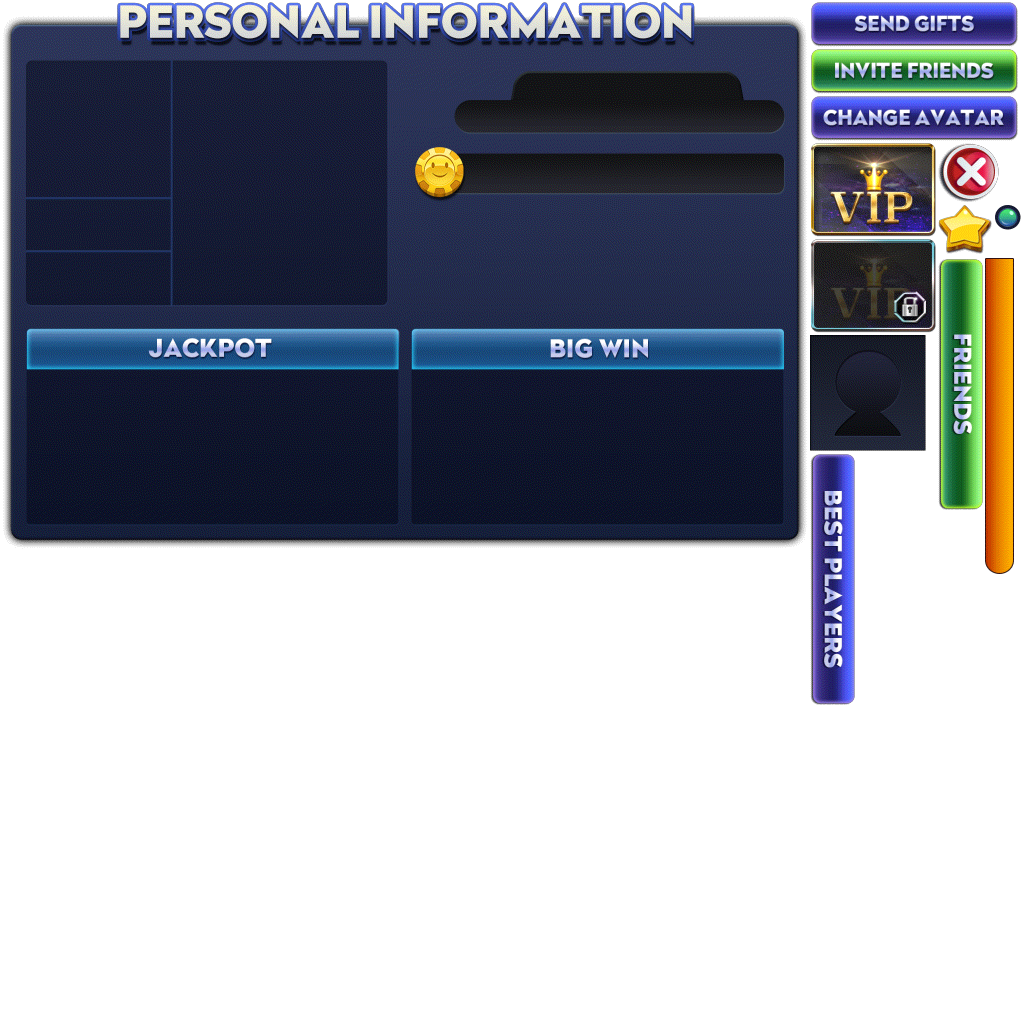 PERSONAL INFORMATION
JACKPOT
BIG WIN
SEND GIFTS
INVITE FRIENDS
CHANGE AVATAR
VIP
VIP
FRIENDS
BEST PLAYERS